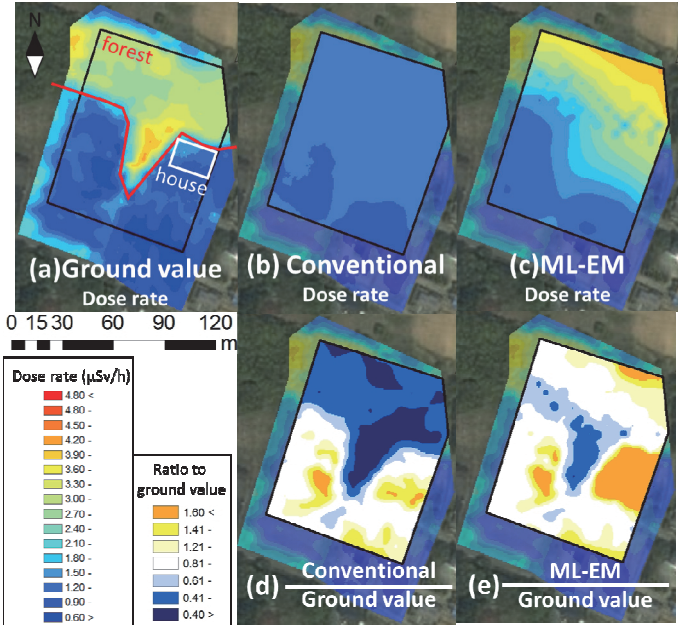 N
forest
house
(a)Ground value
Dose rate
(b) Conventional
Dose rate
(c)ML-EM
Dose rate
0 15 30 60 90 120
m
Dose rate (μSv/h)
4.80 <
4.80 -
4.50 -
4.20 -
3.90 -
3.60 -
3.30 -
3.00 -
2.70 -
2.40 -
2.10 -
1.80 -
1.50 -
1.20 -
0.90 -
0.60 >
Ratio to
ground value
1.60 <
1.41 -
1.21 -
0.81 -
0.61 -
0.41 -
0.40 >
(d) Conventional
Ground value
(e) ML-EM
Ground value